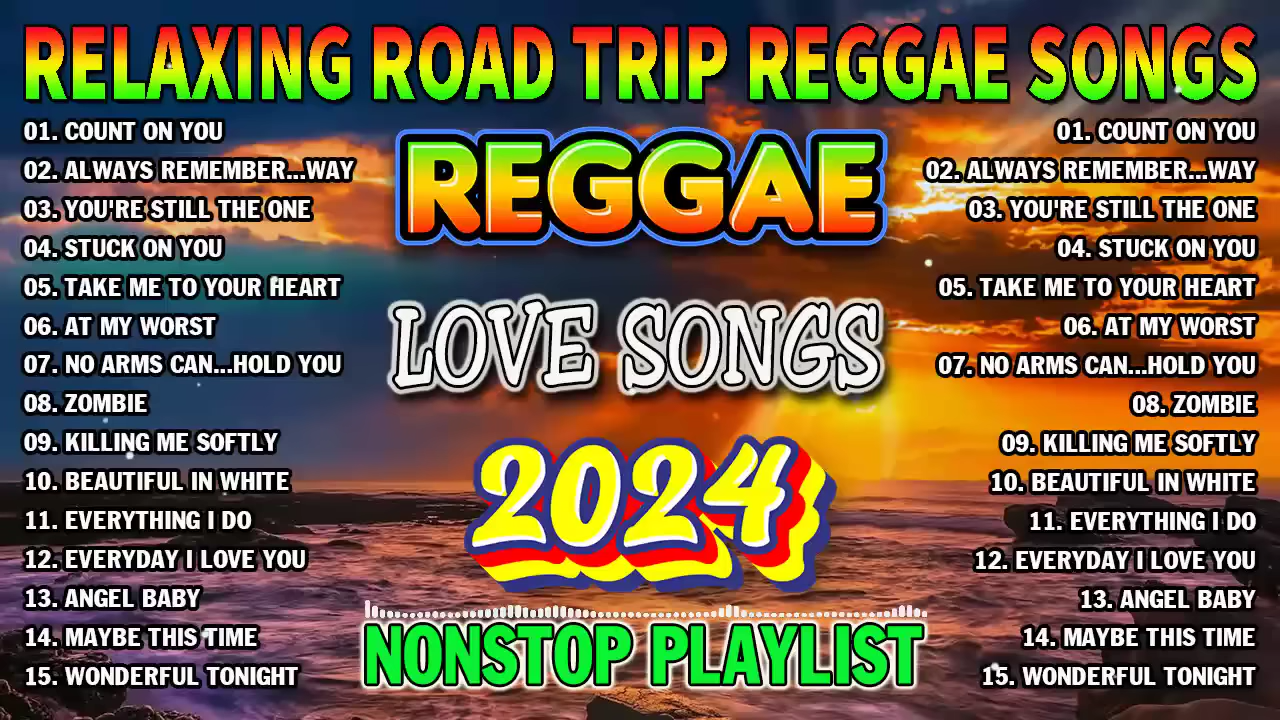 RELAXING ROAD TRIP REGGAE SONGS
01. COUNT ON YOU
02. ALWAYS REMEMBER...WAY
03. YOU'RE STILL THE ONE
04. STUCK ON YOU
05. TAKE ME TO YOUR HEART
06. AT MY WORST
07. NO ARMS CAN...HOLD YOU
08. ZOMBIE
09. KILLING ME SOFTLY
10. BEAUTIFUL IN WHITE
11. EVERYTHING I DO
12. EVERYDAY I LOVE YOU
13. ANGEL BABY
14. MAYBE THIS TIME
15. WONDERFUL TONIGHT
REGGAE
LOVE SONGS
2024
NONSTOP PLAYLIST
01. COUNT ON YOU
02. ALWAYS REMEMBER...WAY
03. YOU'RE STILL THE ONE
04. STUCK ON YOU
05. TAKE ME TO YOUR HEART
06. AT MY WORST
07. NO ARMS CAN...HOLD YOU
08. ZOMBIE
09. KILLING ME SOFTLY
10. BEAUTIFUL IN WHITE
11. EVERYTHING I DO
12. EVERYDAY I LOVE YOU
13. ANGEL BABY
14. MAYBE THIS TIME
15. WONDERFUL TONIGHT